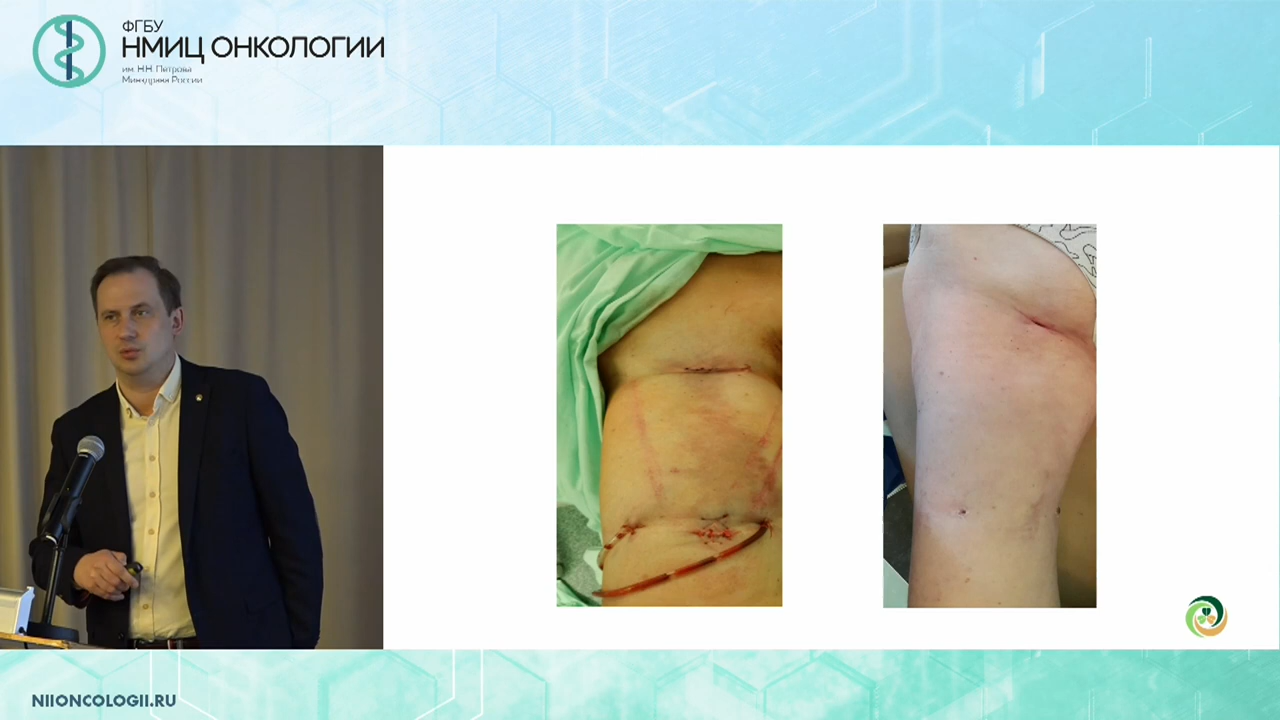 ФГБУ
НМИЦ ОНКОЛОГИИ
им. Н.Н. Петрова
Минздрава России
NIIONCOLOGII.RU